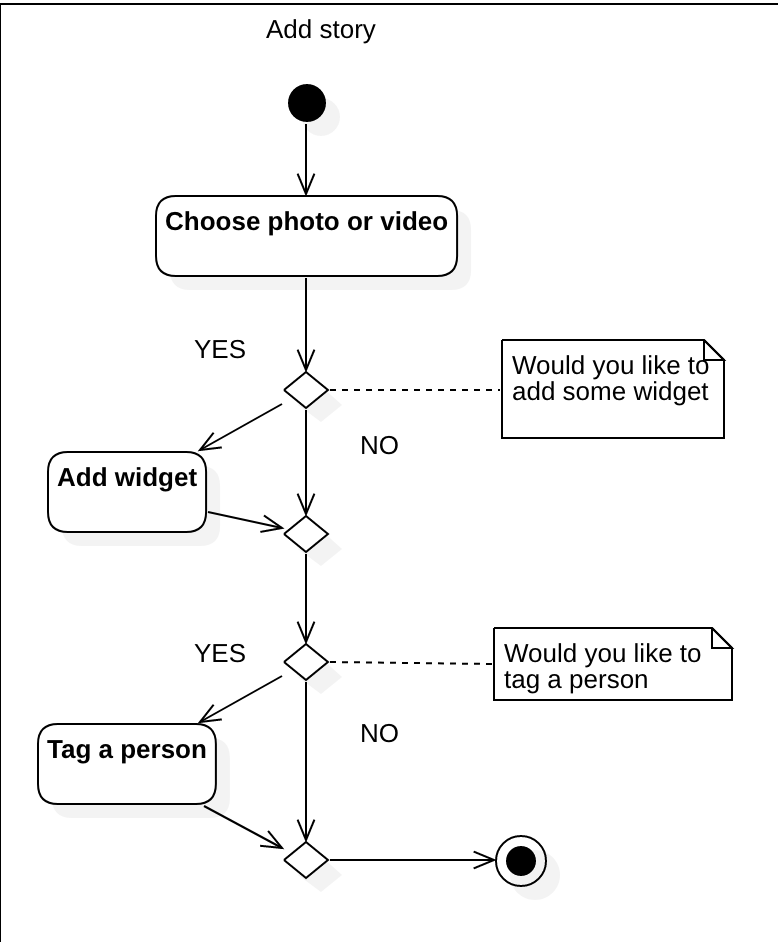 Add story
Choose photo or video
YES
Would you like to
add some widget
NO
Add widget
YES
Would you like to
tag a person
NO
Tag a person